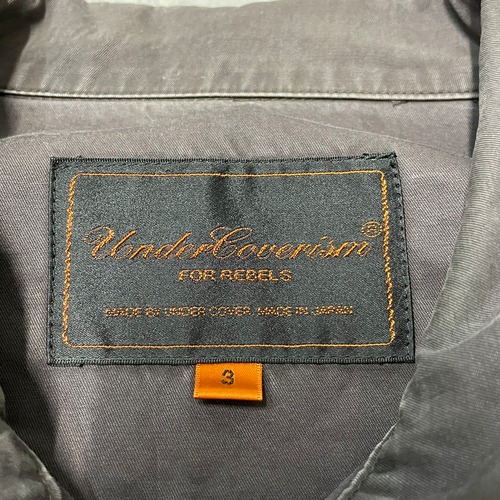 UnderCoverism®
FOR REBELS
MADE BY UNDER COVER MADE IN JAPAN
3